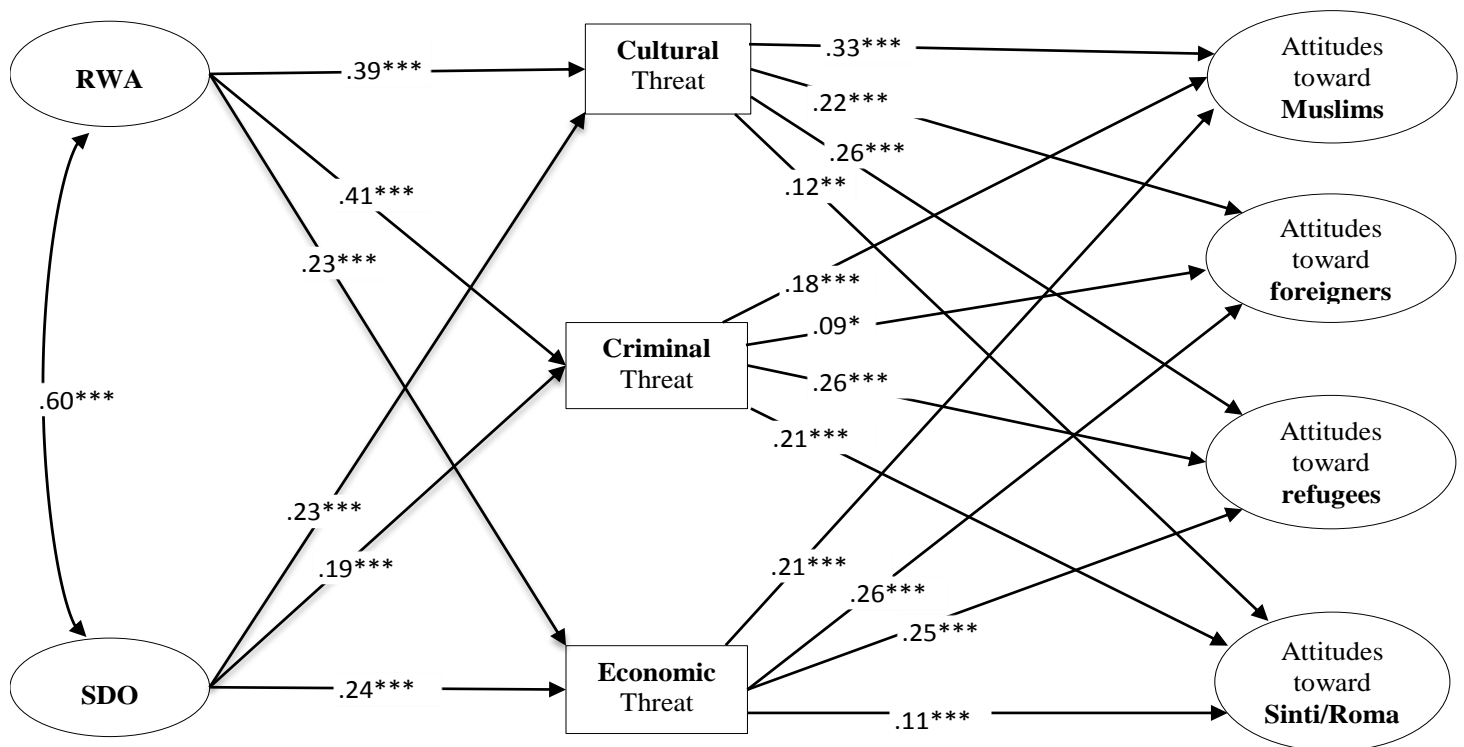 RWA
.60***
SDO
.39***
.41***
.23***
.23***
.19***
.24***
Cultural
Threat
Criminal
Threat
Economic
Threat
.33***
.22***
.26***
.12**
.18***
.09*
.26***
.21***
.21***
.26***
.25***
.11***
Attitudes
toward
Muslims
Attitudes
toward
foreigners
Attitudes
toward
refugees
Attitudes
toward
Sinti/Roma